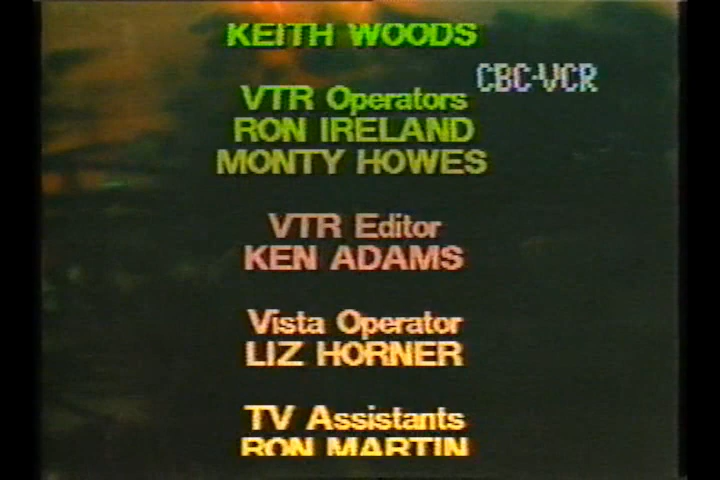 KEITH WOODS
CBC-VCR
VTR Operators
RON IRELAND
MONTY HOWES
VTR Editor
KEN ADAMS
Vista Operator
LIZ HORNER
TV Assistants
RON MARTIN